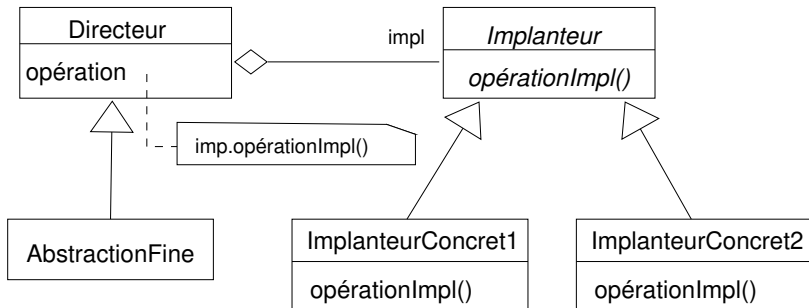 Directeur
opération
impl
Implanteur
opérationImpl()
imp.opérationImpl()
AbstractionFine
ImplanteurConcret1
opérationImpl()
ImplanteurConcret2
opérationImpl()